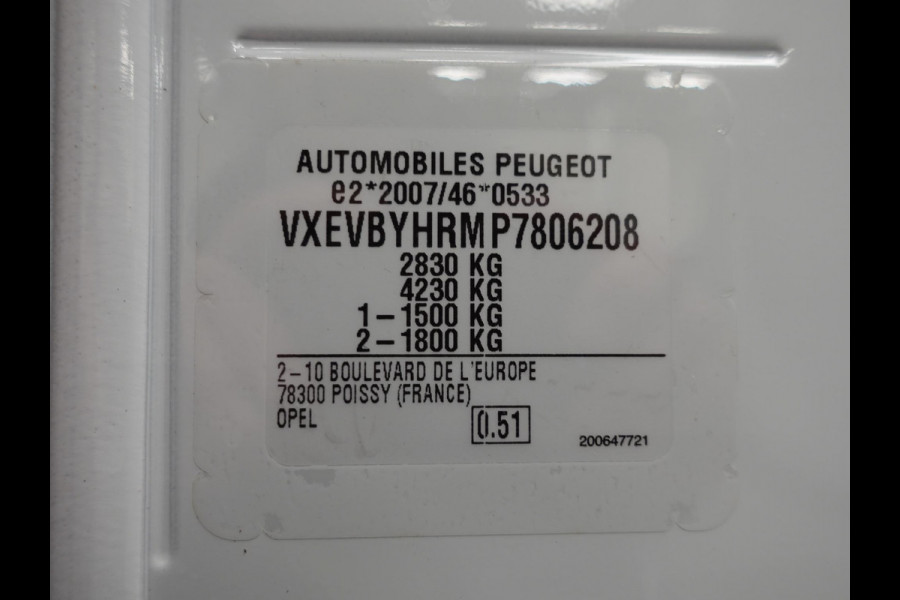 AUTOMOBILES PEUGEOT
e2*2007/46*0533
VXEVBYHRMP7806208
2830 KG
4230 KG
1-1500 KG
2-1800 KG
2-10 BOULEVARD DE L'EUROPE
78300 POISSY (FRANCE)
OPEL
0.51
200647721